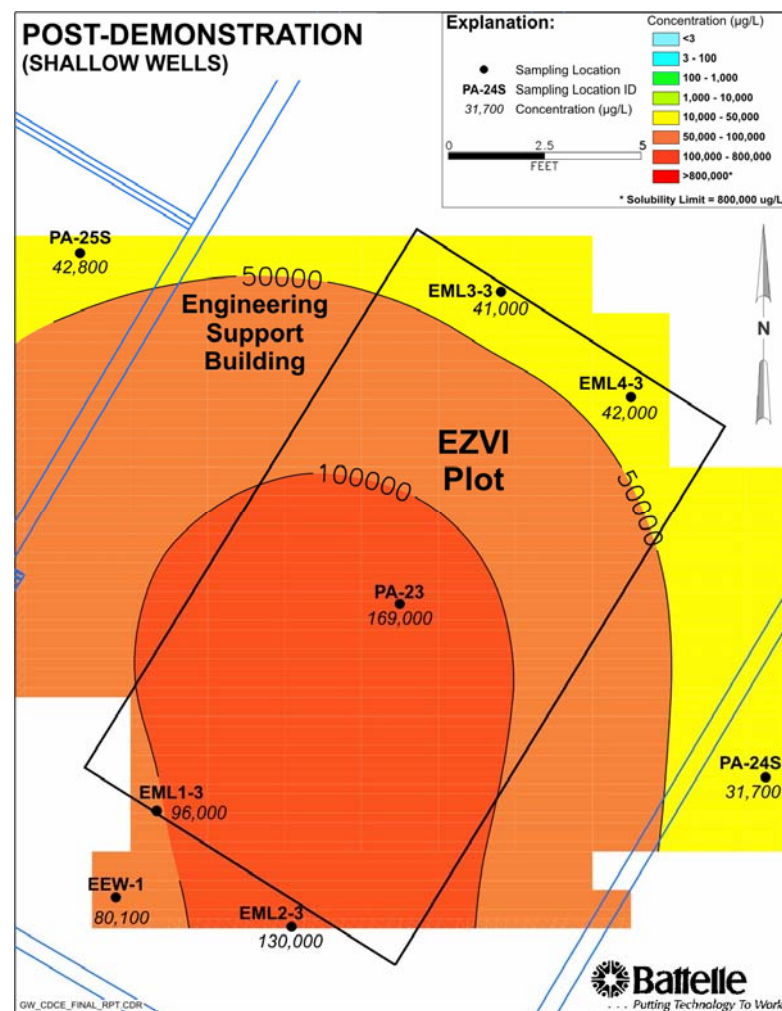 POST-DEMONSTRATION
(SHALLOW WELLS)
Explanation:
Sampling Location
PA-24S Sampling Location ID
31,700 Concentration (µg/L)
0 2.5 5
FEET
Concentration (µg/L)
<3
3 - 100
100 - 1,000
1,000 - 10,000
10,000 - 50,000
50,000 - 100,000
100,000 - 800,000
>800,000*
* Solubility Limit = 800,000 ug/L
N
PA-25S
42,800
50000
Engineering
Support
Building
EML3-3
41,000
EML4-3
42,000
EZVI
Plot
50000
100000
PA-23
169,000
PA-24S
31,700
EML1-3
96,000
EEW-1
80,100
EML2-3
130,000
Battelle
. . . Putting Technology To Work
GW_CDCE_FINAL_RPT.CDR